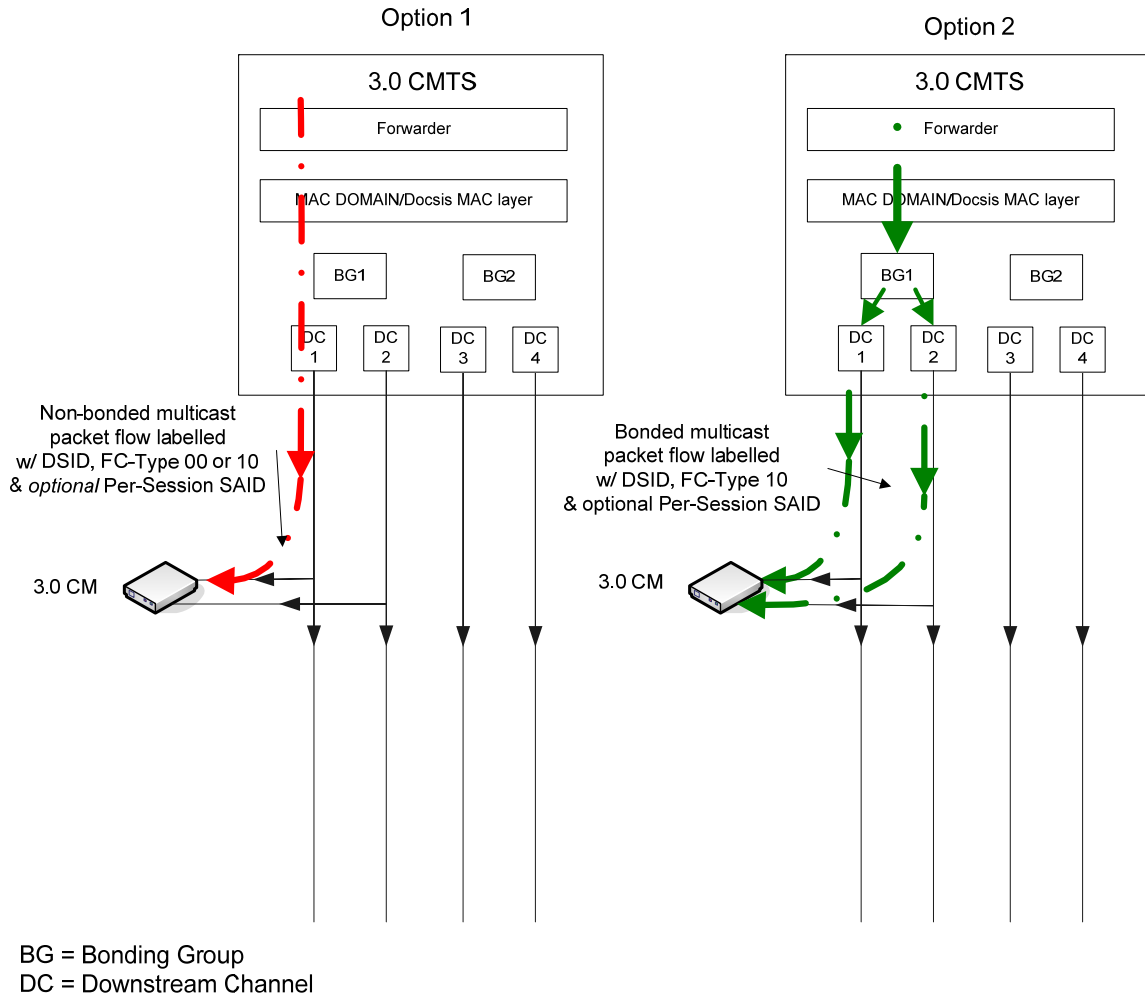 Option 1
3.0 CMTS
Forwarder
MAC DOMAIN/Docsis MAC layer
BG1
BG2
DC
1
DC
2
DC
3
DC
4
Non-bonded multicast
packet flow labelled
w/ DSID, FC-Type 00 or 10
& optional Per-Session SAID
3.0 CM
Option 2
3.0 CMTS
Forwarder
MAC DOMAIN/Docsis MAC layer
BG1
BG2
DC
1
DC
2
DC
3
DC
4
Bonded multicast
packet flow labelled
w/ DSID, FC-Type 10
& optional Per-Session SAID
3.0 CM
BG = Bonding Group
DC = Downstream Channel